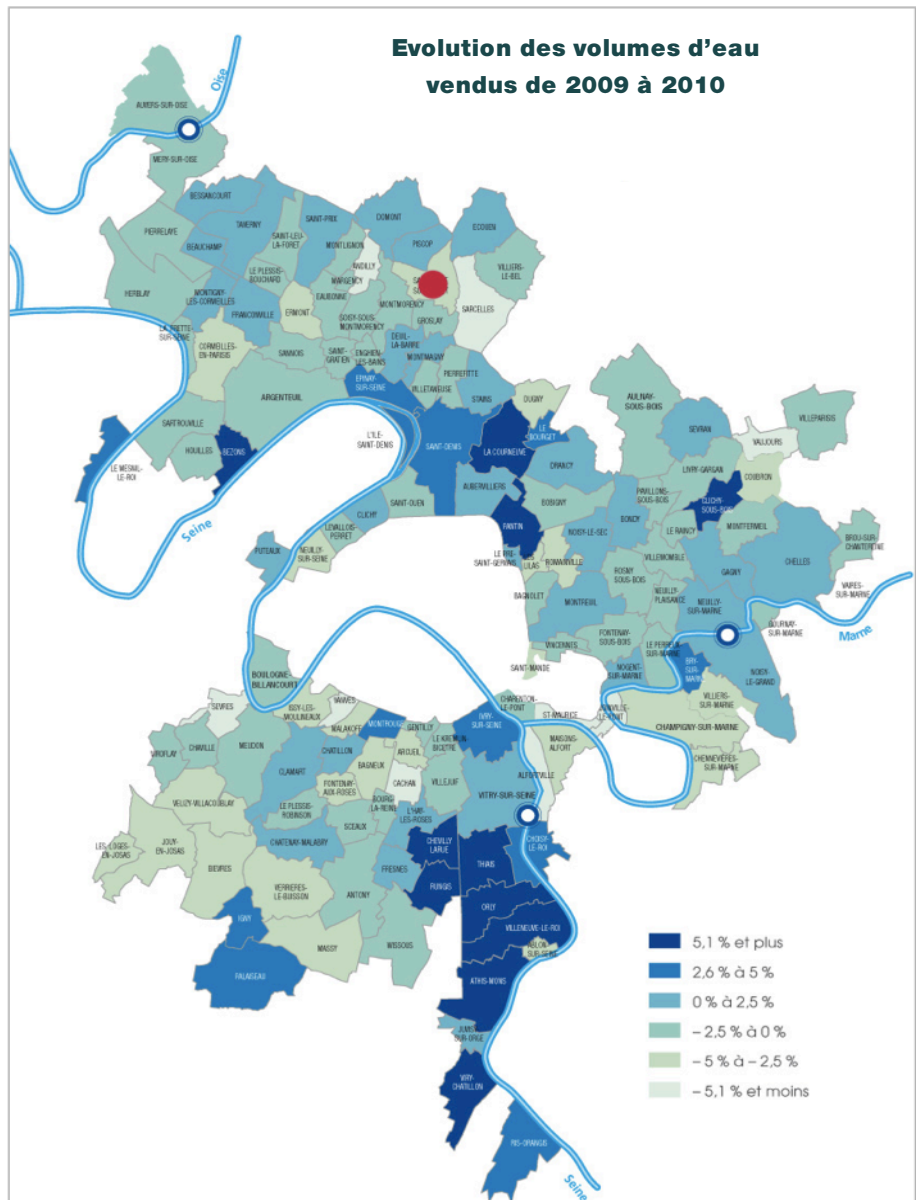 Evolution des volumes d'eau
vendus de 2009 à 2010
Oise
AUVERS-SUR-OISE
MERY-SUR-OISE
BESSANCOURT
PIERRELAYE
TAVERNY
SAINT-PRIX
DOMONT
ECOUEN
BEAUCHAMP
SAINT-LEU-
LA-FORET
MONTLIGNON
PISCOP
ANDILLY
VILLIERS-
LE-BEL
HERBLAY
LE PLESSIS-
BOUCHARD
MARGENCY
MONTIGNY-
LES-CORMEILLES
EAUBONNE
MONTMORENCY
SARCELLES
FRANCONVILLE
ERMONT
SOISY-SOUS-
MONTMORENCY
GROSLAY
LA FRETTE-
SUR-SEINE
CORMEILLES-
EN-PARISIS
SANNOIS
SAINT-
GRATIEN
ENGHIEN-
LES-BAINS
DEUIL-
LA-BARRE
MONTMAGNY
PIERREFITTE
EPINAY-
SUR-SEINE
VILLETANEUSE
STAINS
DUGNY
ARGENTEUIL
AULNAY-
SOUS-BOIS
VILLEPARISIS
SARTROUVILLE
L'ILE-
SAINT-DENIS
SAINT-DENIS
LA COURNEUVE
LE
BOURGET
SEVRAN
VAUJOURS
HOUILLES
BEZONS
LE MESNIL-
LE-ROI
DRANCY
LIVRY-GARGAN
COUBRON
AUBERVILLIERS
BOBIGNY
PAVILLONS-
SOUS-BOIS
CLICHY-
SOUS-BOIS
SAINT-OUEN
CLICHY
LEVALLOIS-
PERRET
Seine
PANTIN
NOISY-LE-SEC
BONDY
LE RAINCY
MONTFERMEIL
BROU-SUR-
CHANTEREINE
PUTEAUX
NEUILLY-
SUR-SEINE
LE PRE-
SAINT-GERVAIS
LES
LILAS
ROMAINVILLE
VILLEMOMBLE
CHELLES
ROSNY
SOUS-BOIS
GAGNY
VAIRES-
SUR-MARNE
BAGNOLET
MONTREUIL
NEUILLY-
PLAISANCE
NEUILLY-
SUR-MARNE
GOURNAY-
SUR-MARNE
Marne
VINCENNES
FONTENAY-
SOUS-BOIS
LE PERREUX-
SUR-MARNE
SAINT-MANDE
NOGENT-
SUR-MARNE
BRY-
SUR-
MARNE
NOISY-
LE-GRAND
BOULOGNE-
BILLANCOURT
SEVRES
ISSY-LES-
MOULINEAUX
VANVES
MALAKOFF
MONTROUGE
GENTILLY
LE KREMLIN-
BICETRE
IVRY-
SUR-SEINE
CHARENTON-
LE-PONT
ST-MAURICE
JOINVILLE-
LE-PONT
VILLIERS-
SUR-MARNE
CHAMPIGNY-SUR-MARNE
VIROFLAY
CHAVILLE
MEUDON
CHATILLON
ARCUEIL
MAISONS-
ALFORT
CHENNEVIERES-
SUR-MARNE
CLAMART
BAGNEUX
CACHAN
VILLEJUIF
ALFORTVILLE
VELIZY-VILLACOUBLAY
FONTENAY-
AUX-ROSES
BOURG-
LA-REINE
VITRY-SUR-SEINE
LE PLESSIS-
ROBINSON
SCEAUX
L'HAY-
LES-ROSES
LES-LOGES-
EN-JOSAS
JOUY-
EN-JOSAS
CHATENAY-MALABRY
CHEVILLY
LARUE
CHOISY-
LE-ROI
BIEVRES
FRESNES
THIAIS
VERRIERES-
LE-BUISSON
ANTONY
RUNGIS
ORLY
IGNY
MASSY
WISSOUS
VILLENEUVE-LE-ROI
ABLON-
SUR-SEINE
PALAISEAU
ATHIS-MONS
JUVISY-
SUR-ORGE
VIRY-
CHATILLON
RIS-ORANGIS
Seine
5,1 % et plus
2,6 % à 5 %
0 % à 2,5 %
– 2,5 % à 0 %
– 5 % à – 2,5 %
– 5,1 % et moins